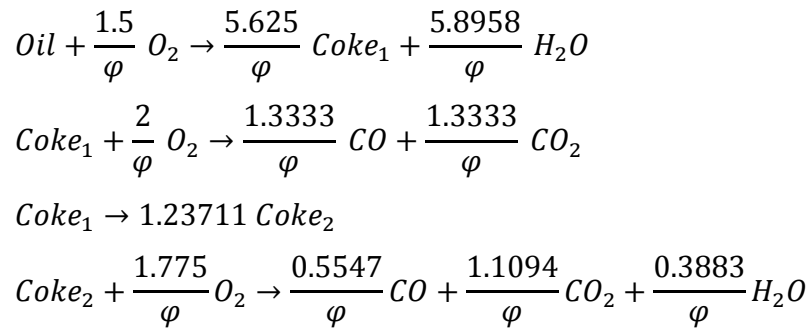 Oil + 1.5/φ O₂ → 5.625/φ Coke₁ + 5.8958/φ H₂O
Coke₁ + 2/φ O₂ → 1.3333/φ CO + 1.3333/φ CO₂
Coke₁ → 1.23711 Coke₂
Coke₂ + 1.775/φ O₂ → 0.5547/φ CO + 1.1094/φ CO₂ + 0.3883/φ H₂O